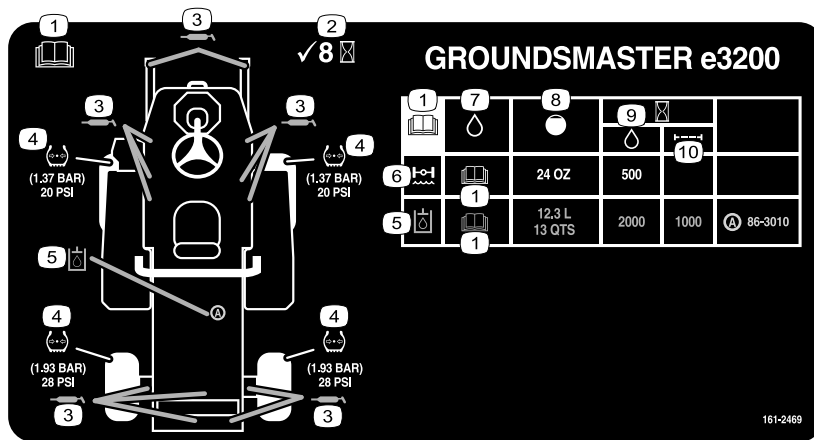 1
3
2
✓8
GROUNDSMASTER e3200
3
3
4
(1.37 BAR)
20 PSI
4
(1.37 BAR)
20 PSI
5
A
4
(1.93 BAR)
28 PSI
4
(1.93 BAR)
28 PSI
3
3
1
7
8
9
10
6
1
24 OZ
500
5
1
12.3 L
13 QTS
2000
1000
A 86-3010
161-2469